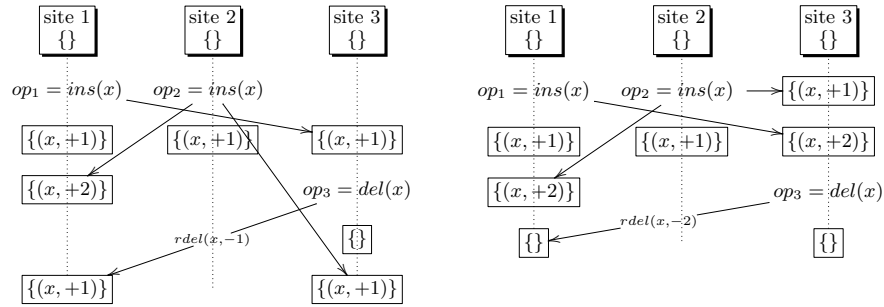 site 1 site 2 site 3 site 1 site 2 site 3
{} {} {} {} {} {}
op1 = ins(x) op2 = ins(x) op1 = ins(x) op2 = ins(x) {(x, +1)}
{(x, +1)} {(x, +1)} {(x, +1)} {(x, +1)} {(x, +1)} {(x, +2)}
{(x, +2)} op3 = del(x) {(x, +2)} op3 = del(x)
rdel(x,−1) {} {} rdel(x,−2) {}
{(x, +1)} {(x, +1)}